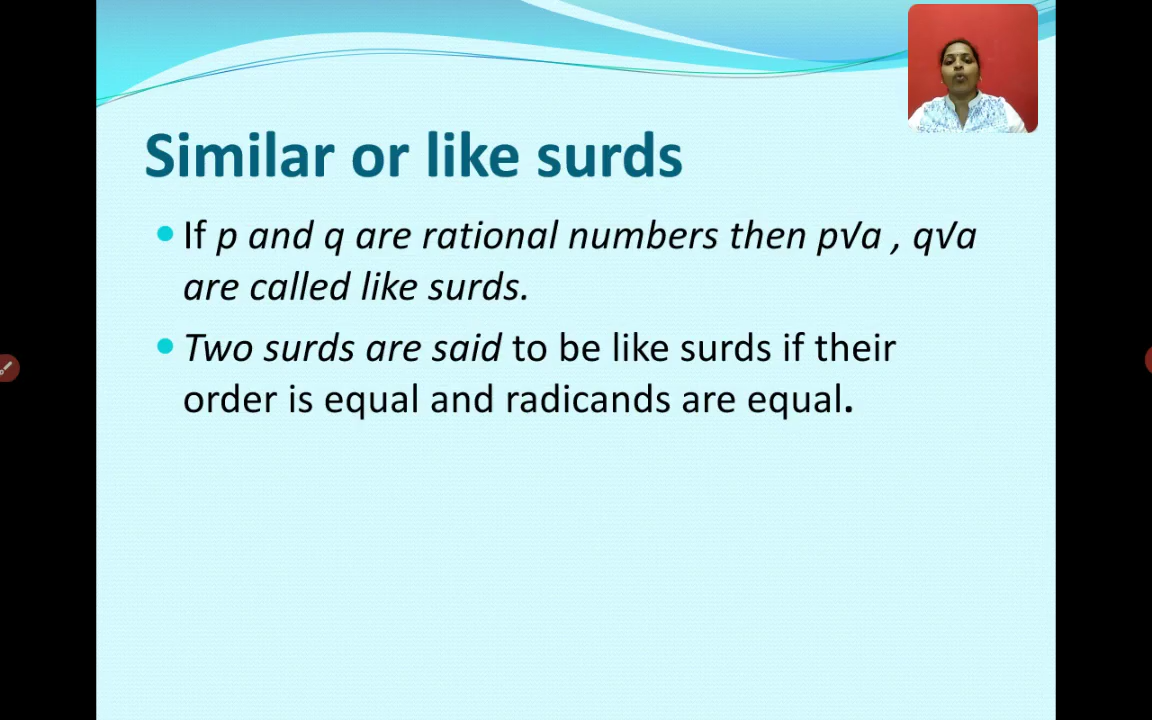 Similar or like surds
If p and q are rational numbers then p√a , q√a
are called like surds.
Two surds are said to be like surds if their
order is equal and radicands are equal.